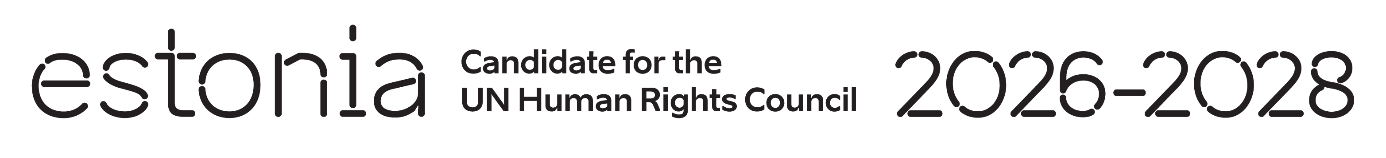 estonia
Candidate for the
UN Human Rights Council
2026-2028